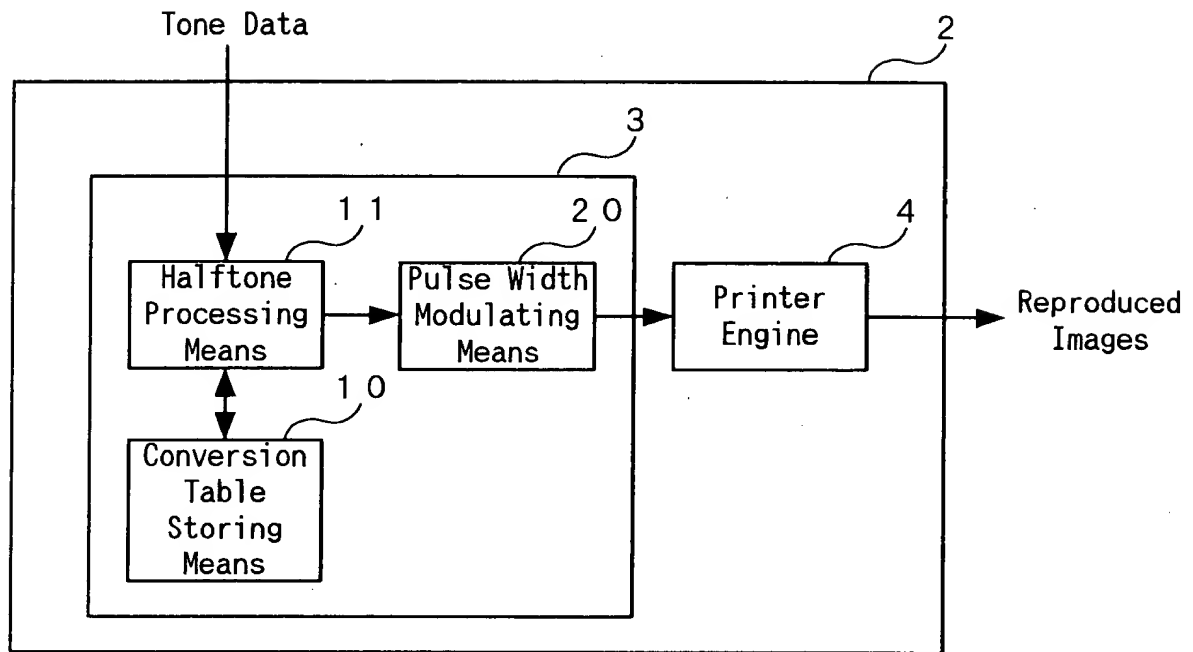 Tone Data
2
3
11
20
4
Halftone
Processing
Means
Pulse Width
Modulating
Means
Printer
Engine
Reproduced
Images
10
Conversion
Table
Storing
Means